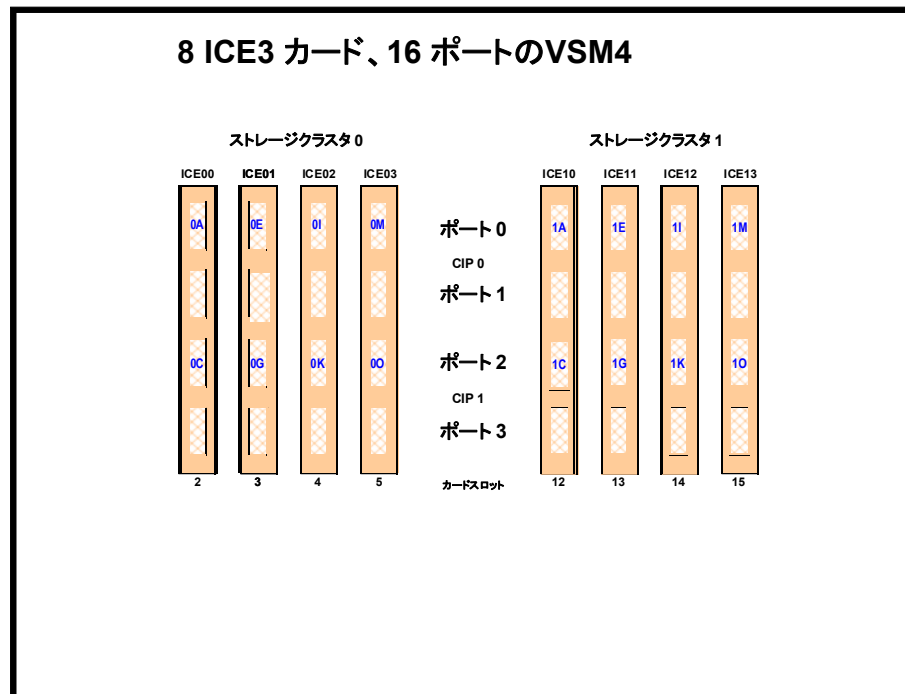 8 ICE3 カード、16 ポートのVSM4
ストレージクラスタ 0 ストレージクラスタ 1
ICE00 ICE01 ICE02 ICE03 ICE10 ICE11 ICE12 ICE13
0A 0E 0I 0M ポート 0 1A 1E 1I 1M
CIP 0
ポート 1
0C 0G 0K 0O ポート 2 1C 1G 1K 1O
CIP 1
ポート 3
2 3 4 5 カードスロット 12 13 14 15